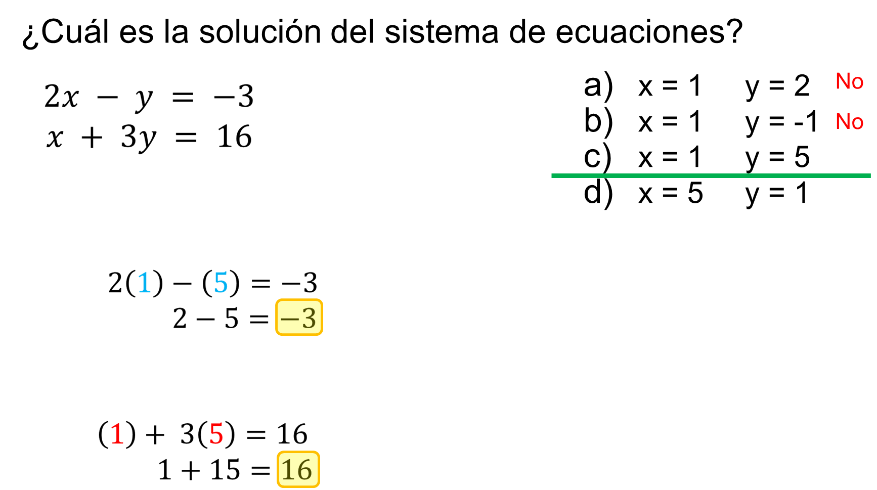 ¿Cuál es la solución del sistema de ecuaciones?
2x − y = −3
x + 3y = 16
a) x = 1 y = 2 No
b) x = 1 y = -1 No
c) x = 1 y = 5
d) x = 5 y = 1
2(1) − (5) = −3
2 − 5 = −3
(1) + 3(5) = 16
1 + 15 = 16